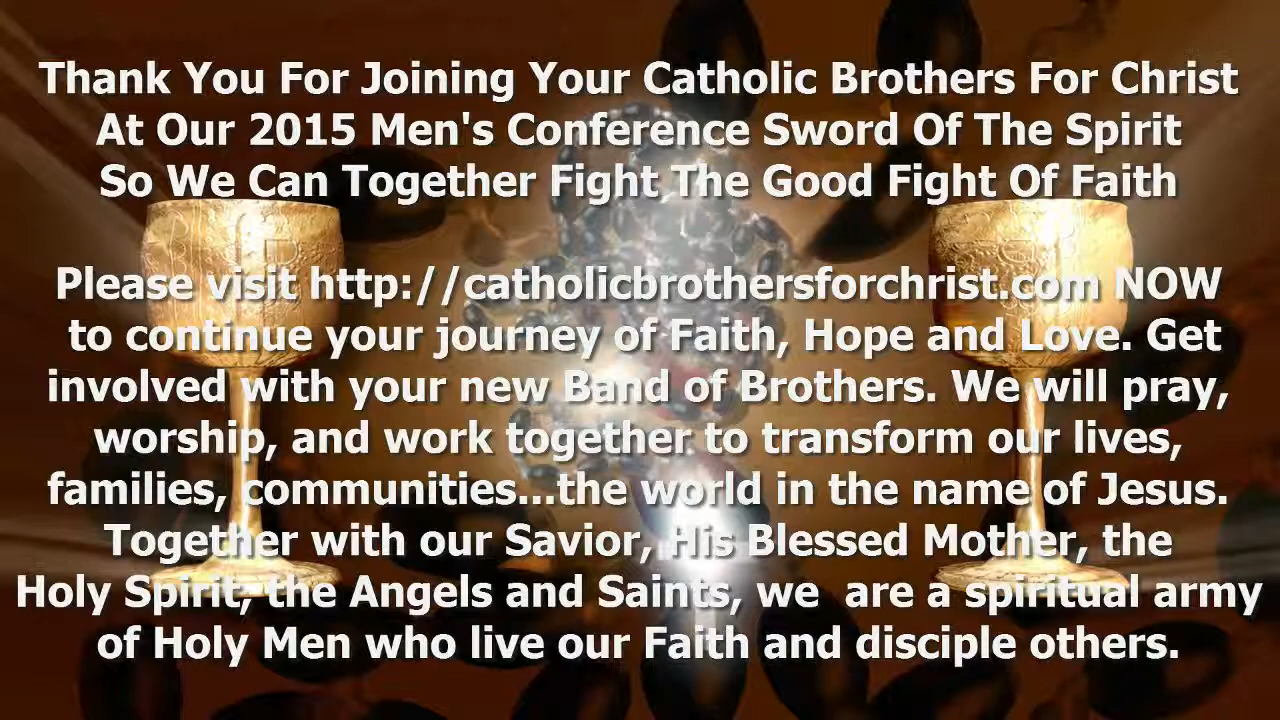 Thank You For Joining Your Catholic Brothers For Christ
At Our 2015 Men's Conference Sword Of The Spirit
So We Can Together Fight The Good Fight Of Faith
Please visit http://catholicbrothersforchrist.com NOW
to continue your journey of Faith, Hope and Love. Get
involved with your new Band of Brothers. We will pray,
worship, and work together to transform our lives,
families, communities...the world in the name of Jesus.
Together with our Savior, His Blessed Mother, the
Holy Spirit, the Angels and Saints, we  are a spiritual army
of Holy Men who live our Faith and disciple others.